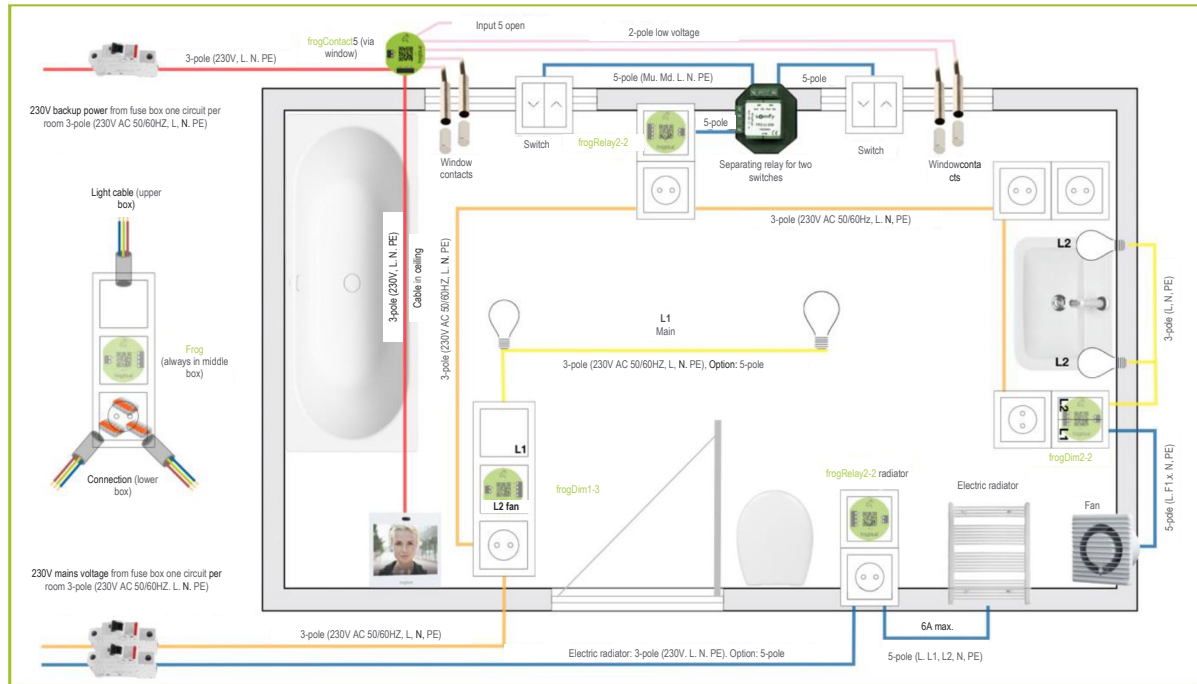 Input 5 open
frogContact5 (via
window)
2-pole low voltage
3-pole (230V, L. N. PE)
5-pole (Mu. Md. L. N. PE)
5-pole
230V backup power from fuse box one circuit per
room 3-pole (230V AC 50/60HZ, L, N, PE)
5-pole
somfy
frogRelay2-2
Switch
Window
contacts
Separating relay for two
switches
Switch
Windowconta
cts
Light cable (upper
box)
3-pole (230V AC 50/60Hz, L. N, PE)
L2
3-pole (230V, L. N. PE)
Cable in ceiling
3-pole (230V AC 50/60HZ, L. N. PE)
3-pole (L, N, PE)
L1
Main
Frog
(always in middle
box)
3-pole (230V AC 50/60HZ, L, N. PE), Option: 5-pole
L2
L1
L2
L1
frogDim2-2
Connection (lower
box)
frogDim1-3
L2 fan
frogRelay2-2 radiator
Electric radiator
Fan
5-pole (L. F1.x. N, PE)
230V mains voltage from fuse box one circuit per
room 3-pole (230V AC 50/60HZ. L. N. PE)
3-pole (230V AC 50/60HZ, L, N, PE)
6A max.
Electric radiator: 3-pole (230V. L. N. PE). Option: 5-pole
5-pole (L. L1, L2, N, PE)